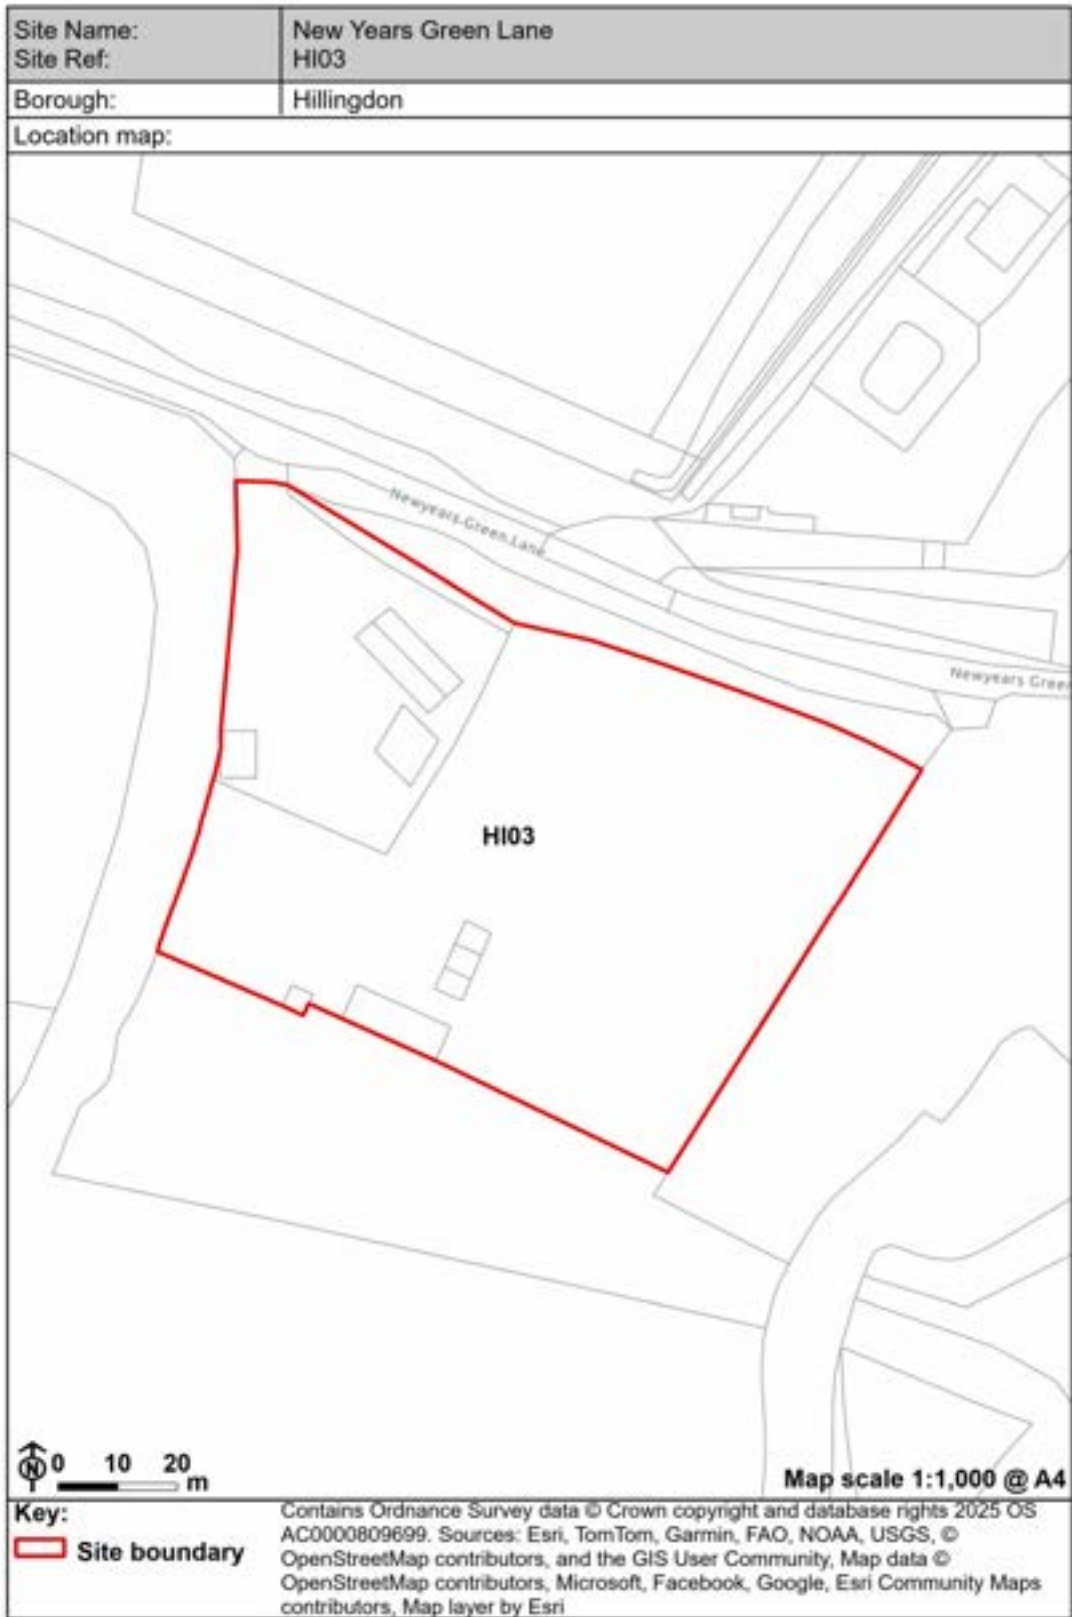 Site Name: New Years Green Lane
Site Ref: HI03
Borough: Hillingdon
Location map:
Newyears Green Lane
Newyears Green
HI03
N 0 10 20 m
Map scale 1:1,000 @ A4
Key:
Site boundary
Contains Ordnance Survey data © Crown copyright and database rights 2025 OS
AC0000809699. Sources: Esri, TomTom, Garmin, FAO, NOAA, USGS, ©
OpenStreetMap contributors, and the GIS User Community, Map data ©
OpenStreetMap contributors, Microsoft, Facebook, Google, Esri Community Maps
contributors, Map layer by Esri